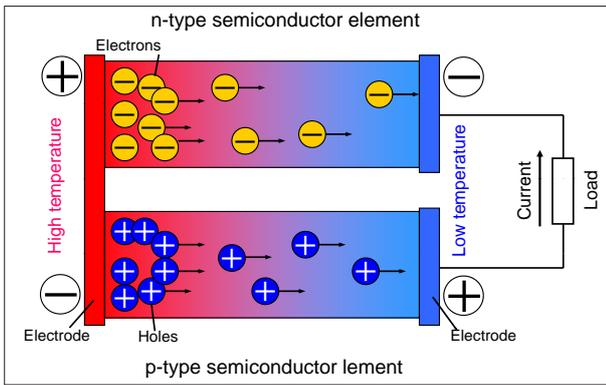 n-type semiconductor element
Electrons
High temperature
Low temperature
Current
Load
Electrode
Holes
Electrode
p-type semiconductor lement